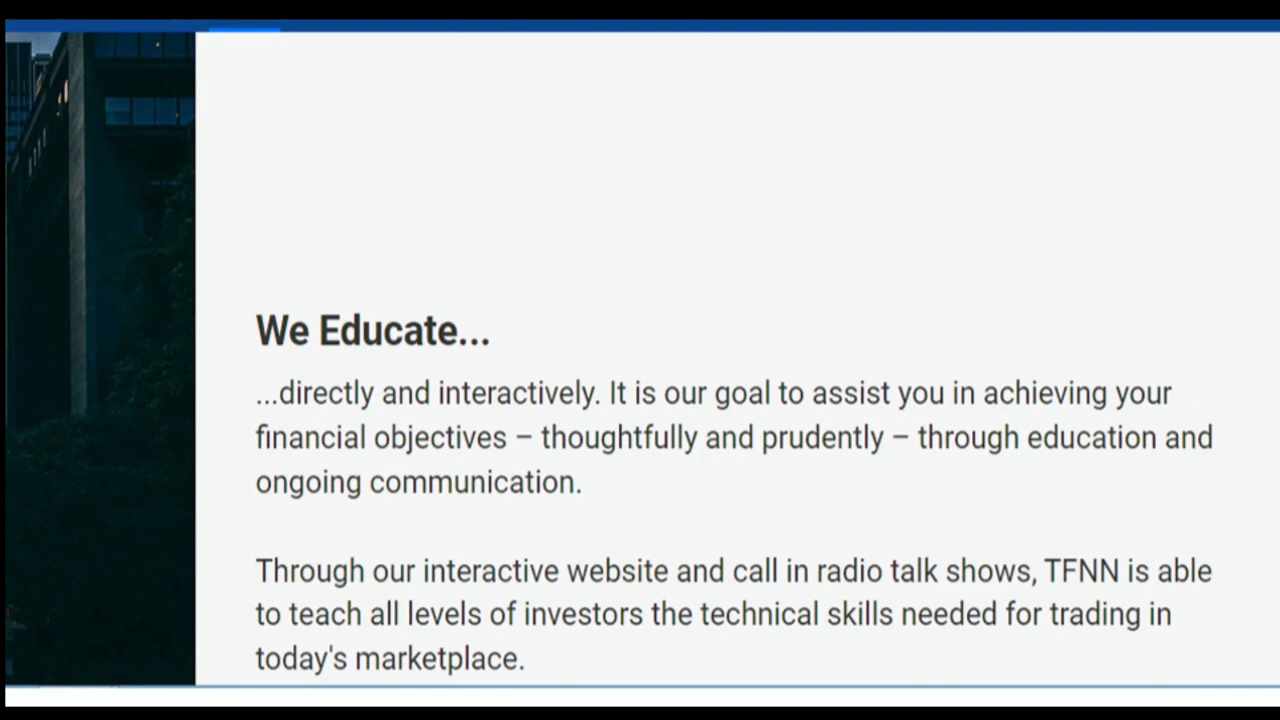 We Educate...
...directly and interactively. It is our goal to assist you in achieving your
financial objectives – thoughtfully and prudently – through education and
ongoing communication.
Through our interactive website and call in radio talk shows, TFNN is able
to teach all levels of investors the technical skills needed for trading in
today's marketplace.